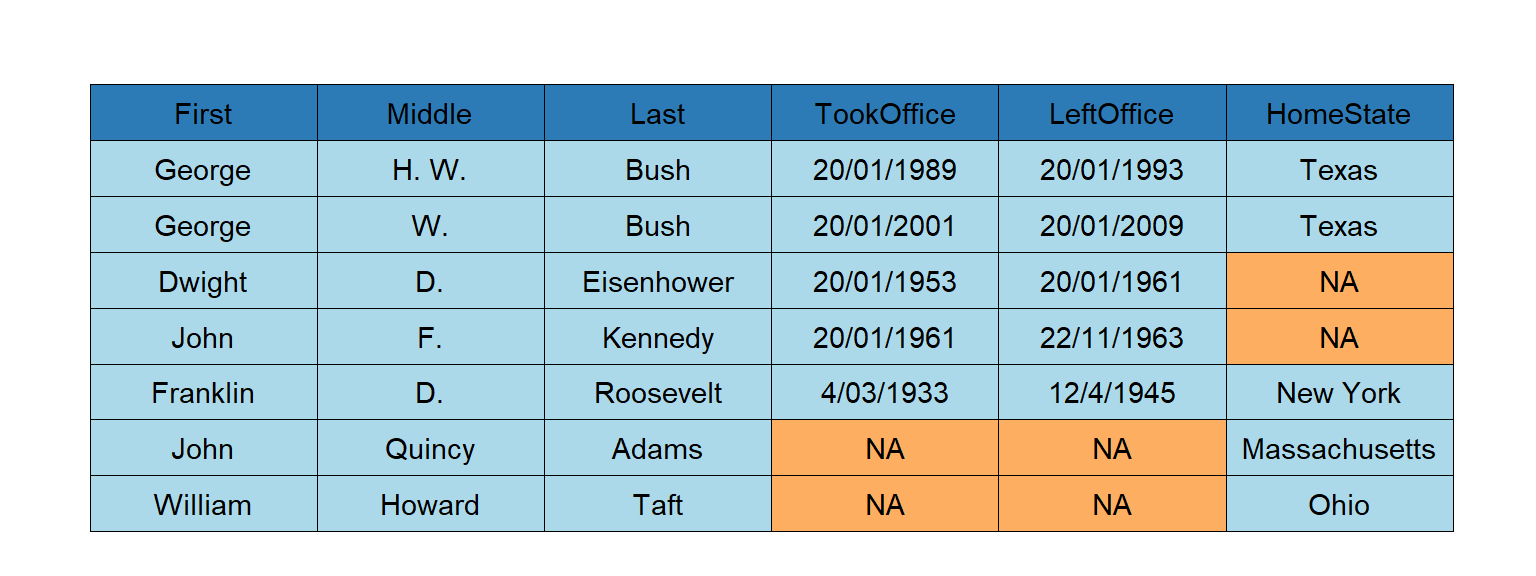 First Middle Last TookOffice LeftOffice HomeState
George H. W. Bush 20/01/1989 20/01/1993 Texas
George W. Bush 20/01/2001 20/01/2009 Texas
Dwight D. Eisenhower 20/01/1953 20/01/1961 NA
John F. Kennedy 20/01/1961 22/11/1963 NA
Franklin D. Roosevelt 4/03/1933 12/4/1945 New York
John Quincy Adams NA NA Massachusetts
William Howard Taft NA NA Ohio